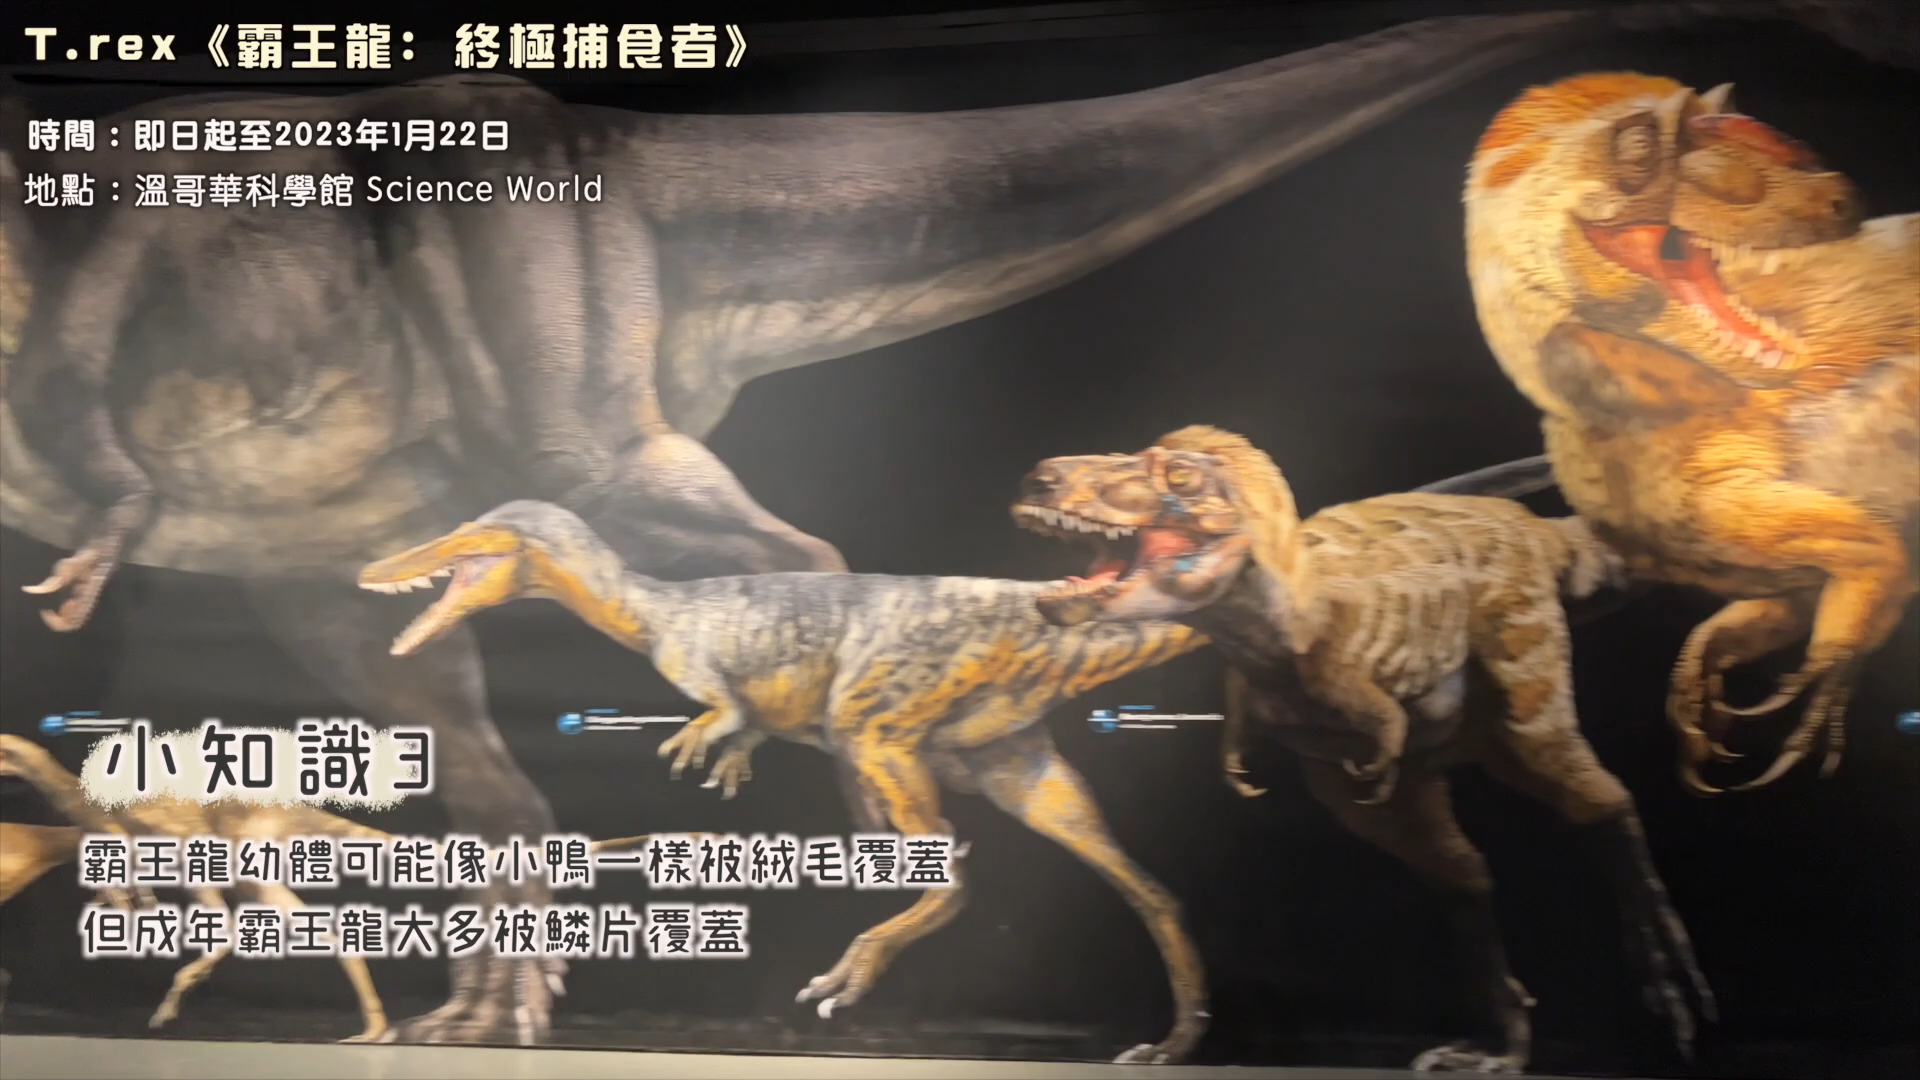 T.rex《霸王龍：終極捕食者》
時間：即日起至2023年1月22日
地點：溫哥華科學館 Science World
小知識3
霸王龍幼體可能像小鴨一樣被絨毛覆蓋
但成年霸王龍大多被鱗片覆蓋